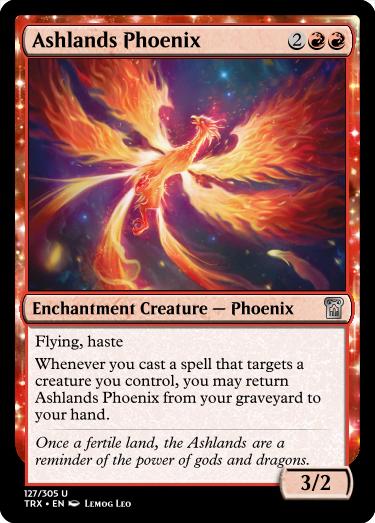 Ashlands Phoenix 2
Enchantment Creature — Phoenix
Flying, haste
Whenever you cast a spell that targets a
creature you control, you may return
Ashlands Phoenix from your graveyard to
your hand.
Once a fertile land, the Ashlands are a
reminder of the power of gods and dragons.
3/2
127/305 U
TRX • EN Lemog Leo